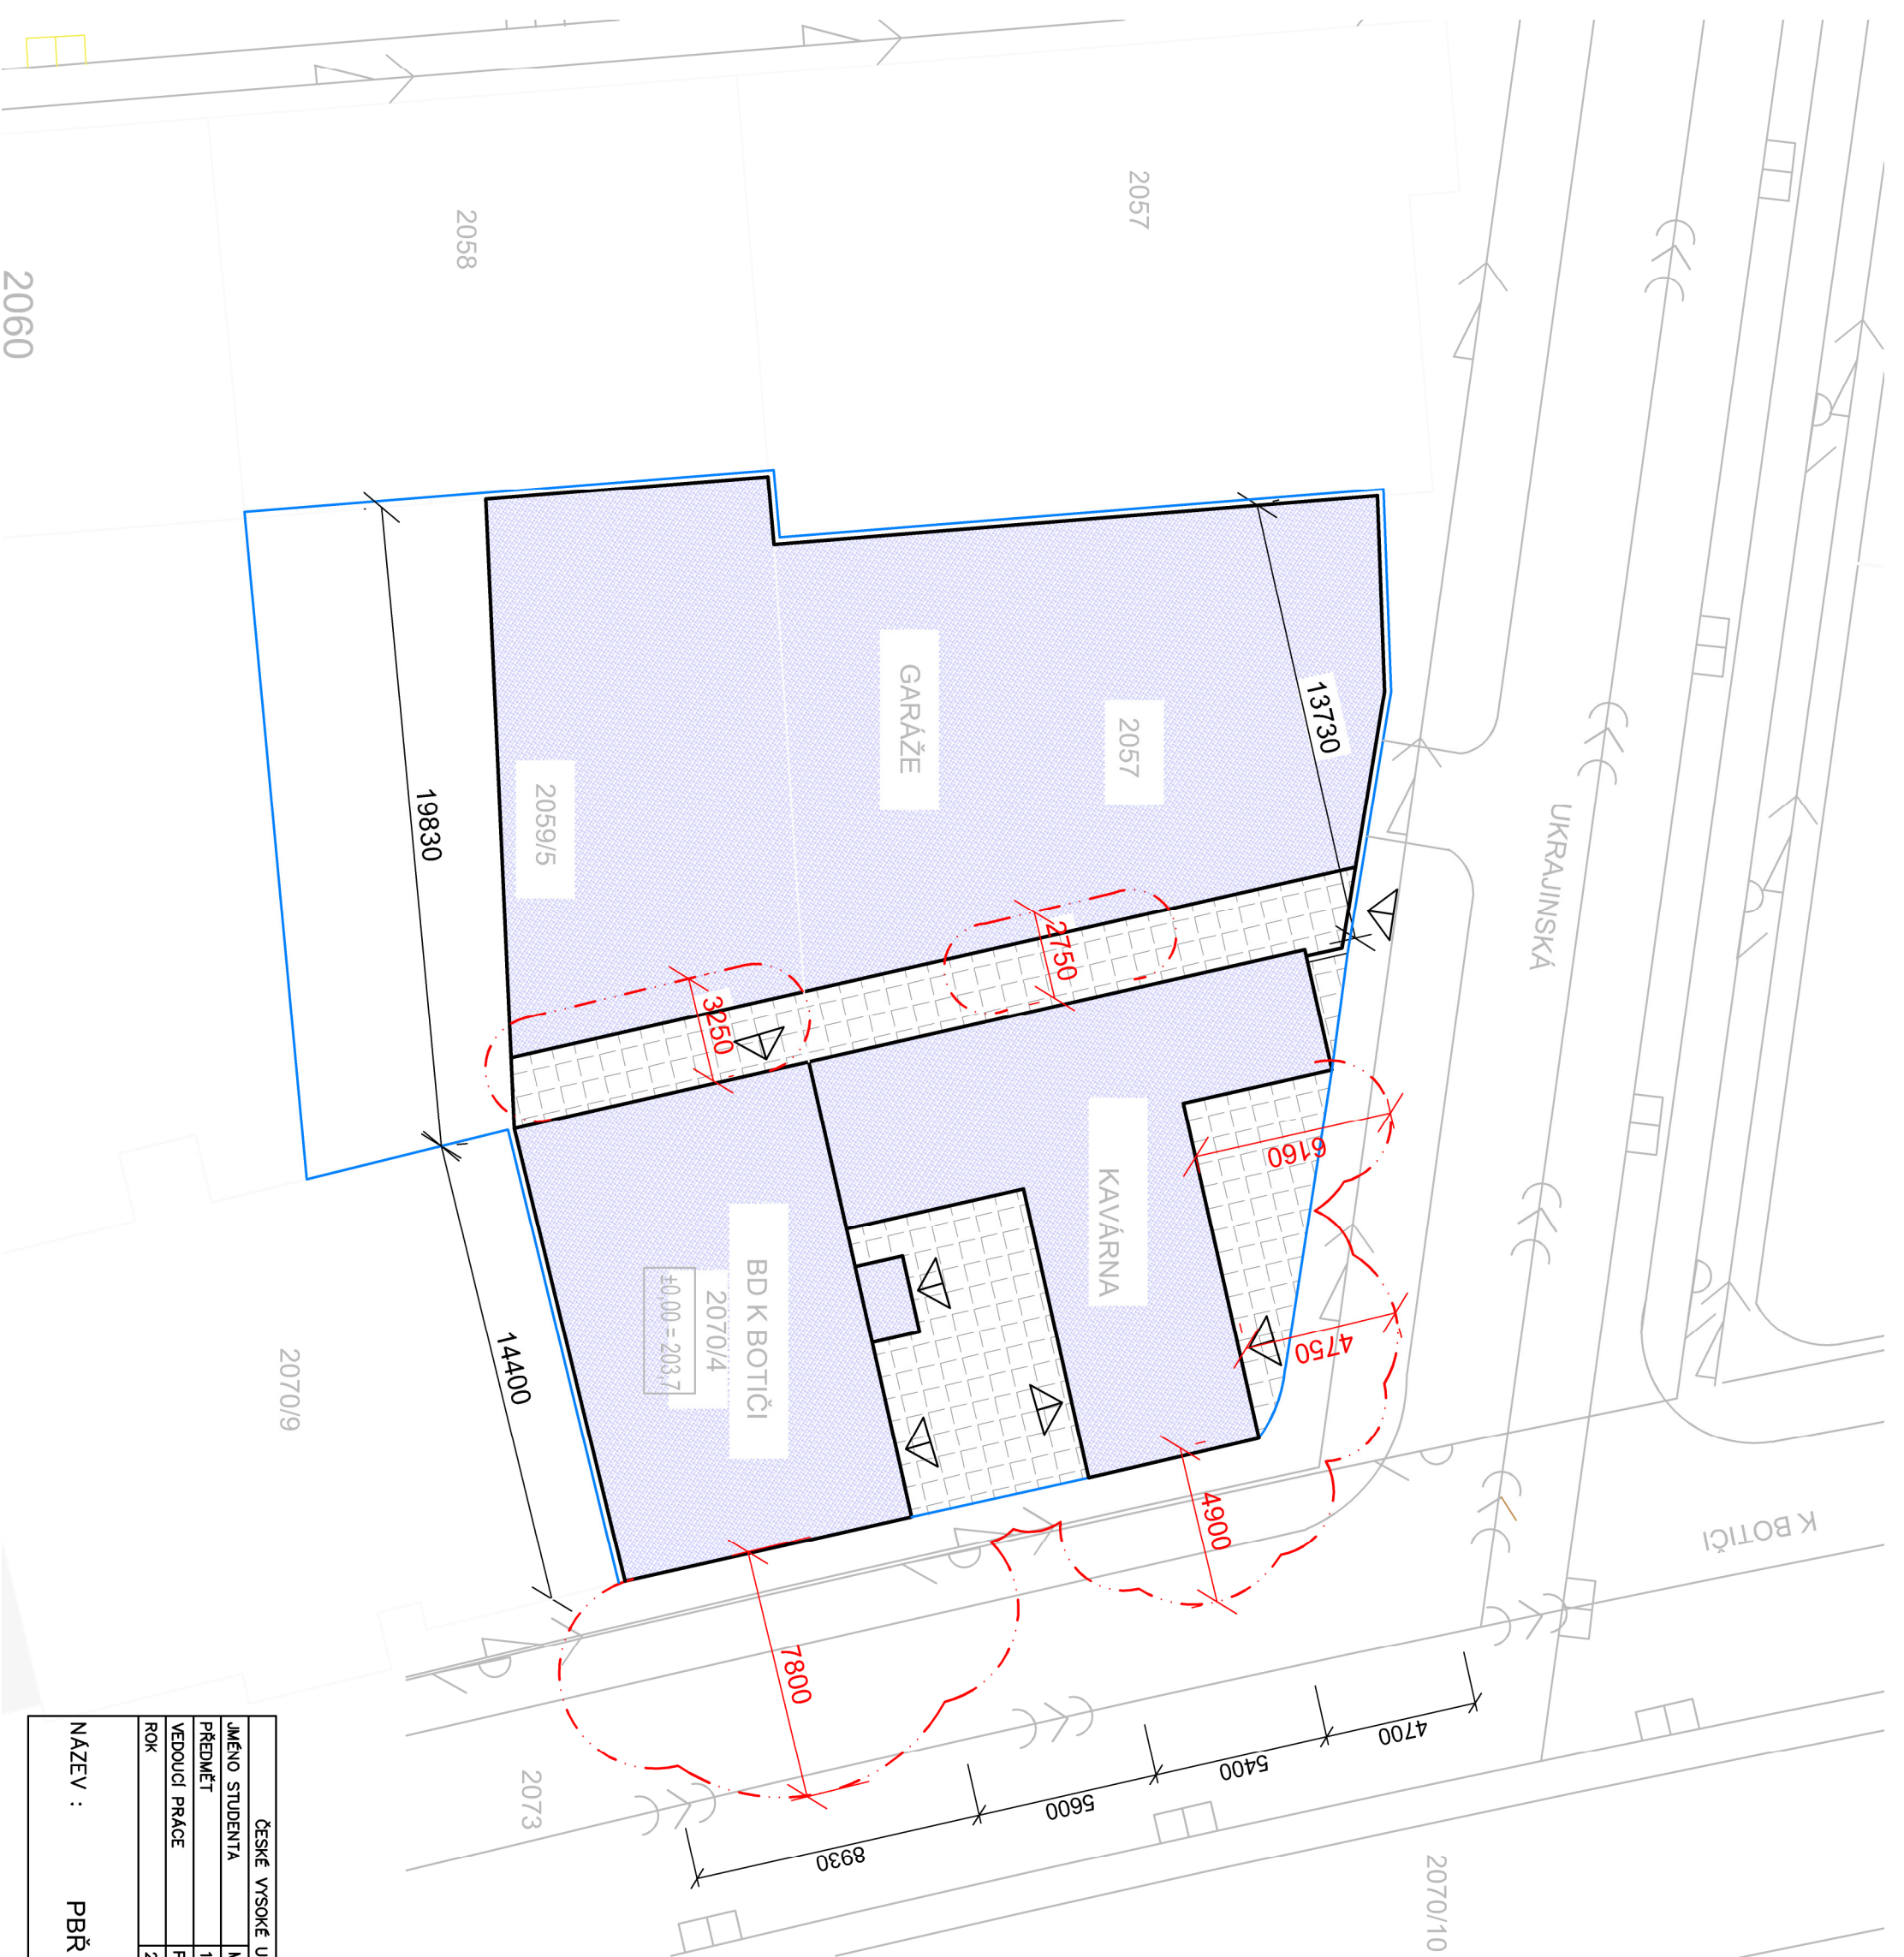 2057
2058
2060
GARÁŽE
2057
2059/5
13730
19830
2750
3250
UKRAJINSKÁ
6160
4750
KAVÁRNA
BD K BOTIČI
2070/4
±0,00 = 203,7
14400
2070/9
4900
7800
K BOTIČI
4700
5400
5600
8930
2073
2070/10
ČESKÉ VYSOKÉ U
JMÉNO STUDENTA M
PŘEDMĚT 1
VEDOUCÍ PRÁCE
ROK 2
NÁZEV : PBŘ